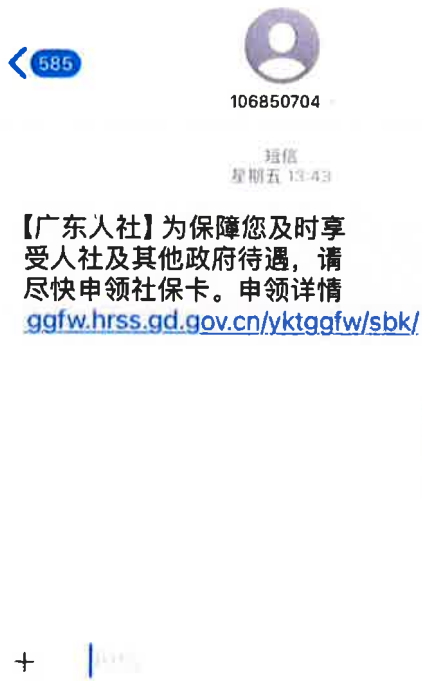 585
106850704
短信
星期五 13:43
【广东人社】为保障您及时享
受人社及其他政府待遇，请
尽快申领社保卡。申领详情
ggfw.hrss.gd.gov.cn/yktggfw/sbk/
+